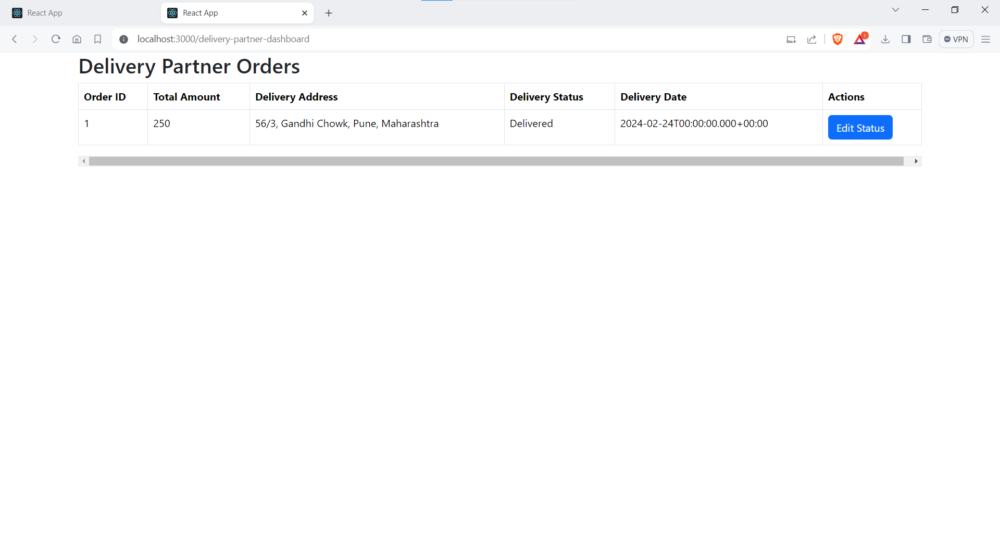 React App
React App
localhost:3000/delivery-partner-dashboard
1
VPN
Delivery Partner Orders
Order ID Total Amount Delivery Address Delivery Status Delivery Date Actions
1 250 56/3, Gandhi Chowk, Pune, Maharashtra Delivered 2024-02-24T00:00:00.000+00:00 Edit Status